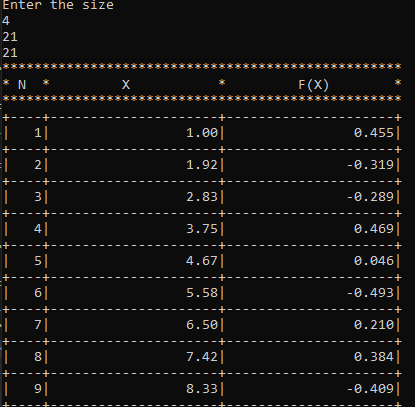 Enter the size
4
21
21
**************************************************
* N  *         X           *         F(X)        *
**************************************************
+----+---------------------+---------------------+
|   1|                 1.00|                0.455|
+----+---------------------+---------------------+
|   2|                 1.92|               -0.319|
+----+---------------------+---------------------+
|   3|                 2.83|               -0.289|
+----+---------------------+---------------------+
|   4|                 3.75|                0.469|
+----+---------------------+---------------------+
|   5|                 4.67|                0.046|
+----+---------------------+---------------------+
|   6|                 5.58|               -0.493|
+----+---------------------+---------------------+
|   7|                 6.50|                0.210|
+----+---------------------+---------------------+
|   8|                 7.42|                0.384|
+----+---------------------+---------------------+
|   9|                 8.33|               -0.409|
+----+---------------------+---------------------+